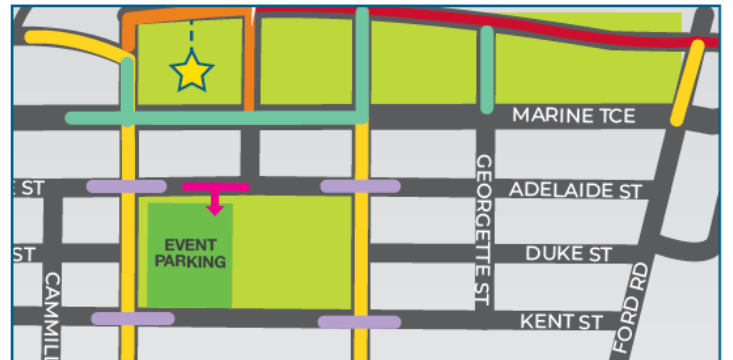 MARINE TCE
GEORGETTE ST
E ST
ADELAIDE ST
ST
DUKE ST
EVENT
PARKING
CAMMILL
KENT ST
FORD RD